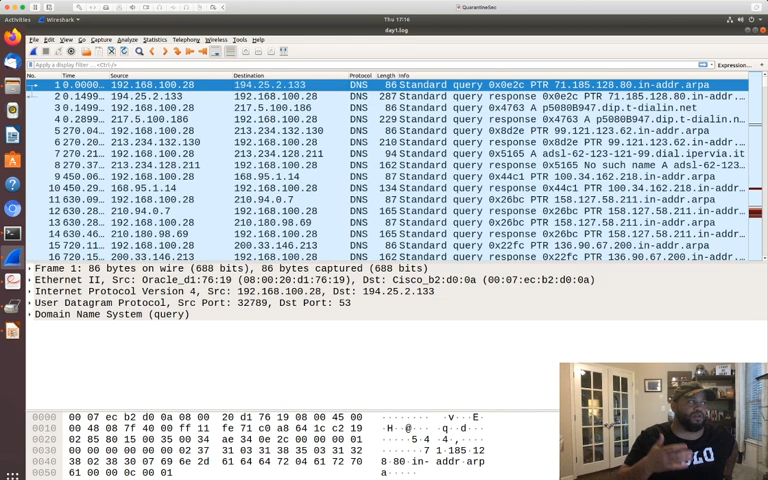 QuarantineSec
Activities Wireshark Thu 17:16
day1.log
File Edit View Go Capture Analyze Statistics Telephony Wireless Tools Help
Apply a display filter ... <Ctrl-/> Expression...
No. Time Source Destination Protocol Length Info
1 0.0000… 192.168.100.28 194.25.2.133 DNS 86 Standard query 0x0e2c PTR 71.185.128.80.in-addr.arpa
2 0.1499… 194.25.2.133 192.168.100.28 DNS 287 Standard query response 0x0e2c PTR 71.185.128.80.in-addr.…
3 0.1499… 192.168.100.28 217.5.100.186 DNS 86 Standard query 0x4763 A p5080B947.dip.t-dialin.net
4 0.2899… 217.5.100.186 192.168.100.28 DNS 229 Standard query response 0x4763 A p5080B947.dip.t-dialin.n…
5 270.04… 192.168.100.28 213.234.132.130 DNS 86 Standard query 0x8d2e PTR 99.121.123.62.in-addr.arpa
6 270.20… 213.234.132.130 192.168.100.28 DNS 210 Standard query response 0x8d2e PTR 99.121.123.62.in-addr.…
7 270.21… 192.168.100.28 213.234.128.211 DNS 94 Standard query 0x5165 A adsl-62-123-121-99.dial.ipervia.it
8 270.37… 213.234.128.211 192.168.100.28 DNS 162 Standard query response 0x5165 No such name A adsl-62-123…
9 450.06… 192.168.100.28 168.95.1.14 DNS 87 Standard query 0x44c1 PTR 100.34.162.218.in-addr.arpa
10 450.29… 168.95.1.14 192.168.100.28 DNS 134 Standard query response 0x44c1 PTR 100.34.162.218.in-addr…
11 630.09… 192.168.100.28 210.94.0.7 DNS 87 Standard query 0x26bc PTR 158.127.58.211.in-addr.arpa
12 630.28… 210.94.0.7 192.168.100.28 DNS 165 Standard query response 0x26bc PTR 158.127.58.211.in-addr…
13 630.28… 192.168.100.28 210.180.98.69 DNS 87 Standard query 0x26bc PTR 158.127.58.211.in-addr.arpa
14 630.46… 210.180.98.69 192.168.100.28 DNS 165 Standard query response 0x26bc PTR 158.127.58.211.in-addr…
15 720.11… 192.168.100.28 200.33.146.213 DNS 86 Standard query 0x22fc PTR 136.90.67.200.in-addr.arpa
16 720.11… 200.33.146.213 192.168.100.28 DNS 162 Standard query response 0x22fc PTR 136.90.67.200.in-addr.…
Frame 1: 86 bytes on wire (688 bits), 86 bytes captured (688 bits)
Ethernet II, Src: Oracle_d1:76:19 (08:00:20:d1:76:19), Dst: Cisco_b2:d0:0a (00:07:ec:b2:d0:0a)
Internet Protocol Version 4, Src: 192.168.100.28, Dst: 194.25.2.133
User Datagram Protocol, Src Port: 32789, Dst Port: 53
Domain Name System (query)
0000 00 07 ec b2 d0 0a 08 00 20 d1 76 19 08 00 45 00 ········ ·v···E·
0010 00 48 08 7f 40 00 ff 11 fe 71 c0 a8 64 1c c2 19 ·H··@··· ·q··d···
0020 02 85 80 15 00 35 00 34 ae 34 0e 2c 00 00 00 01 ·····5·4 ·4·,····
0030 00 00 00 00 00 00 02 37 31 03 31 38 35 03 31 32 ·······7 1·185·12
0040 38 02 38 30 07 69 6e 2d 61 64 64 72 04 61 72 70 8·80·in- addr·arp
0050 61 00 00 0c 00 01 a·····